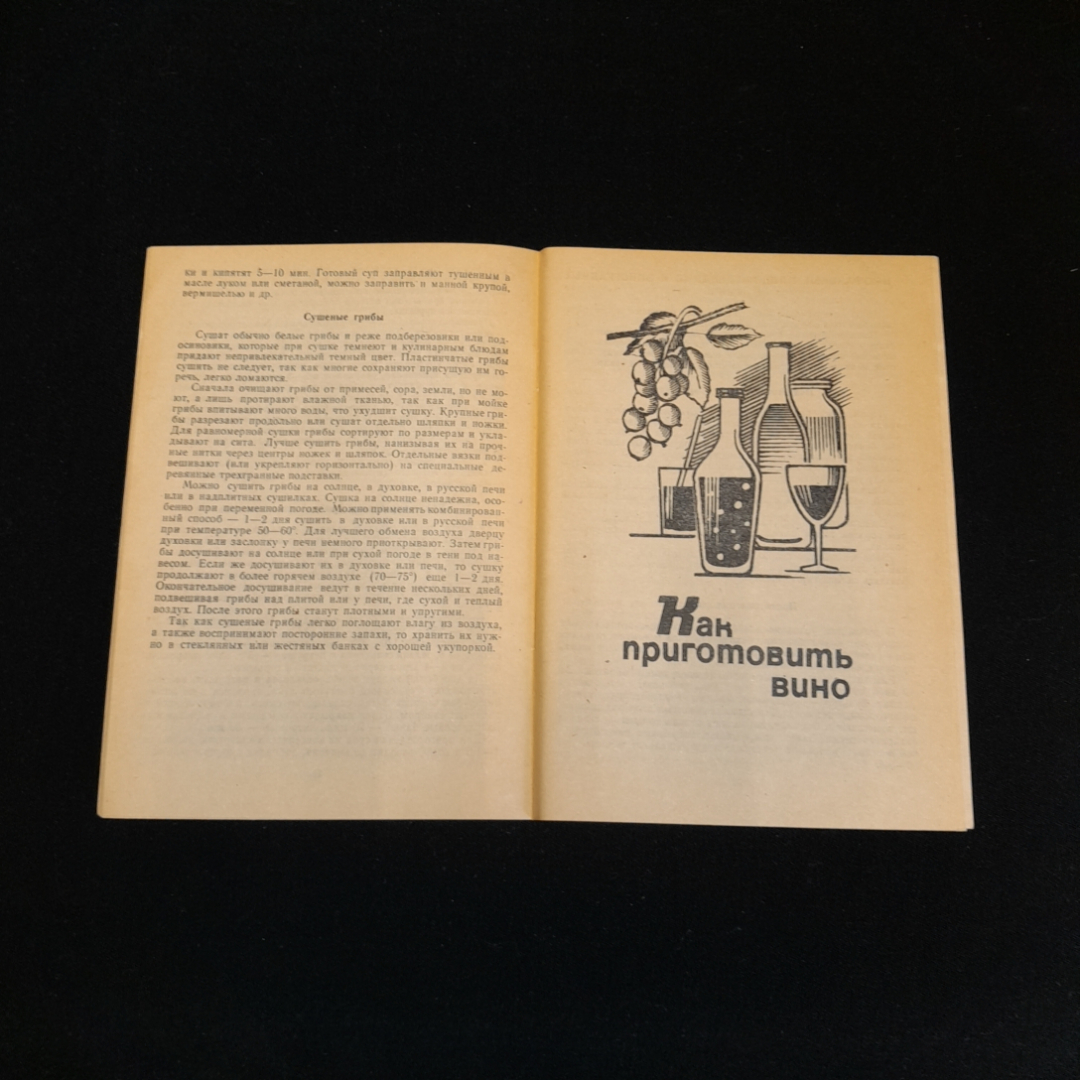 ки и кипятят 5—10 мин. Готовый суп заправляют тушенным в
масле луком или сметаной, можно заправить и манной крупой,
вермишелью и др.
Сушеные грибы
Сушат обычно белые грибы и реже подберезовики или под-
осиновики, которые при сушке темнеют и кулинарным блюдам
придают непривлекательный темный цвет. Пластинчатые грибы
сушить не следует, так как многие сохраняют присущую им го-
речь, легко ломаются.
Сначала очищают грибы от примесей, сора, земли, но не мо-
ют, а лишь протирают влажной тканью, так как при мойке
грибы впитывают много воды, что ухудшит сушку. Крупные гри-
бы разрезают продольно или сушат отдельно шляпки и ножки.
Для равномерной сушки грибы сортируют по размерам и укла-
дывают на сита. Лучше сушить грибы, нанизывая их на проч-
ные нитки через центры ножек и шляпок. Отдельные вязки под-
вешивают (или укрепляют горизонтально) на специальные де-
ревянные трехгранные подставки.
Можно сушить грибы на солнце, в духовке, в русской печи
или в надплитных сушилках. Сушка на солнце ненадежна, осо-
бенно при переменной погоде. Можно применять комбинирован-
ный способ — 1—2 дня сушить в духовке или в русской печи
при температуре 50—60°. Для лучшего обмена воздуха дверцу
духовки или заслонку у печи немного приоткрывают. Затем гри-
бы досушивают на солнце или при сухой погоде в тени под на-
весом. Если же досушивают их в духовке или печи, то сушку
продолжают в более горячем воздухе (70—75°) еще 1—2 дня.
Окончательное досушивание ведут в течение нескольких дней,
подвешивая грибы над плитой или у печи, где сухой и теплый
воздух. После этого грибы станут плотными и упругими.
Так как сушеные грибы легко поглощают влагу из воздуха,
а также воспринимают посторонние запахи, то хранить их нуж-
но в стеклянных или жестяных банках с хорошей укупоркой.
Как
приготовить
вино